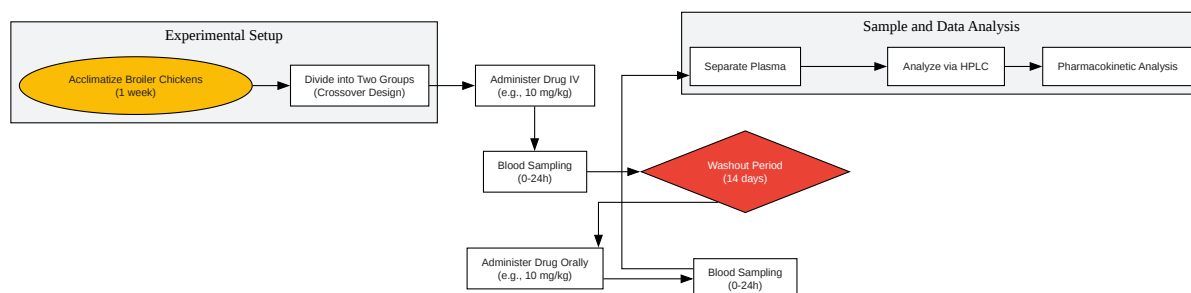 Experimental Setup
Acclimatize Broiler Chickens
(1 week)
Divide into Two Groups
(Crossover Design)
Administer Drug IV
(e.g., 10 mg/kg)
Blood Sampling
(0-24h)
Washout Period
(14 days)
Administer Drug Orally
(e.g., 10 mg/kg)
Blood Sampling
(0-24h)
Sample and Data Analysis
Separate Plasma
Analyze via HPLC
Pharmacokinetic Analysis